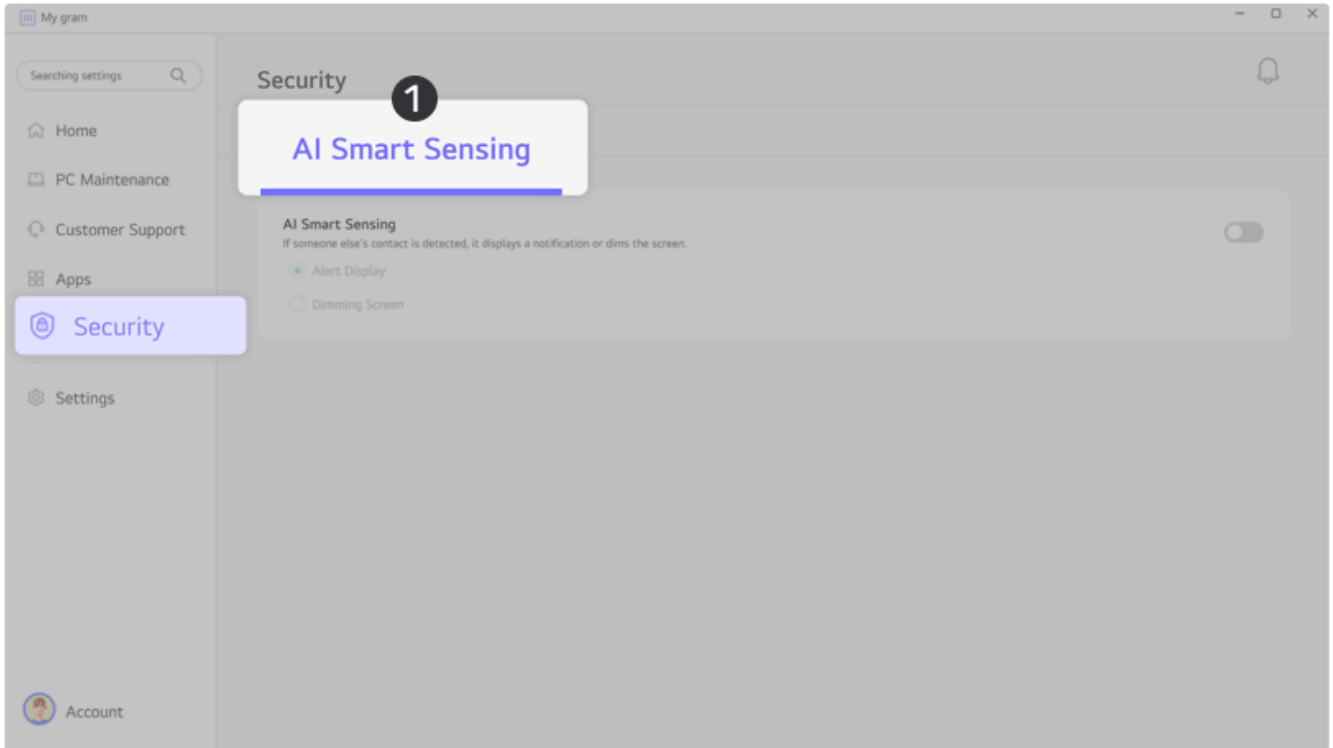 My gram
Searching settings
Home
PC Maintenance
Customer Support
Apps
Security
Settings
Account
Security
1
AI Smart Sensing
AI Smart Sensing
If someone else's contact is detected, it displays a notification or dims the screen.
Alert Display
Dimming Screen